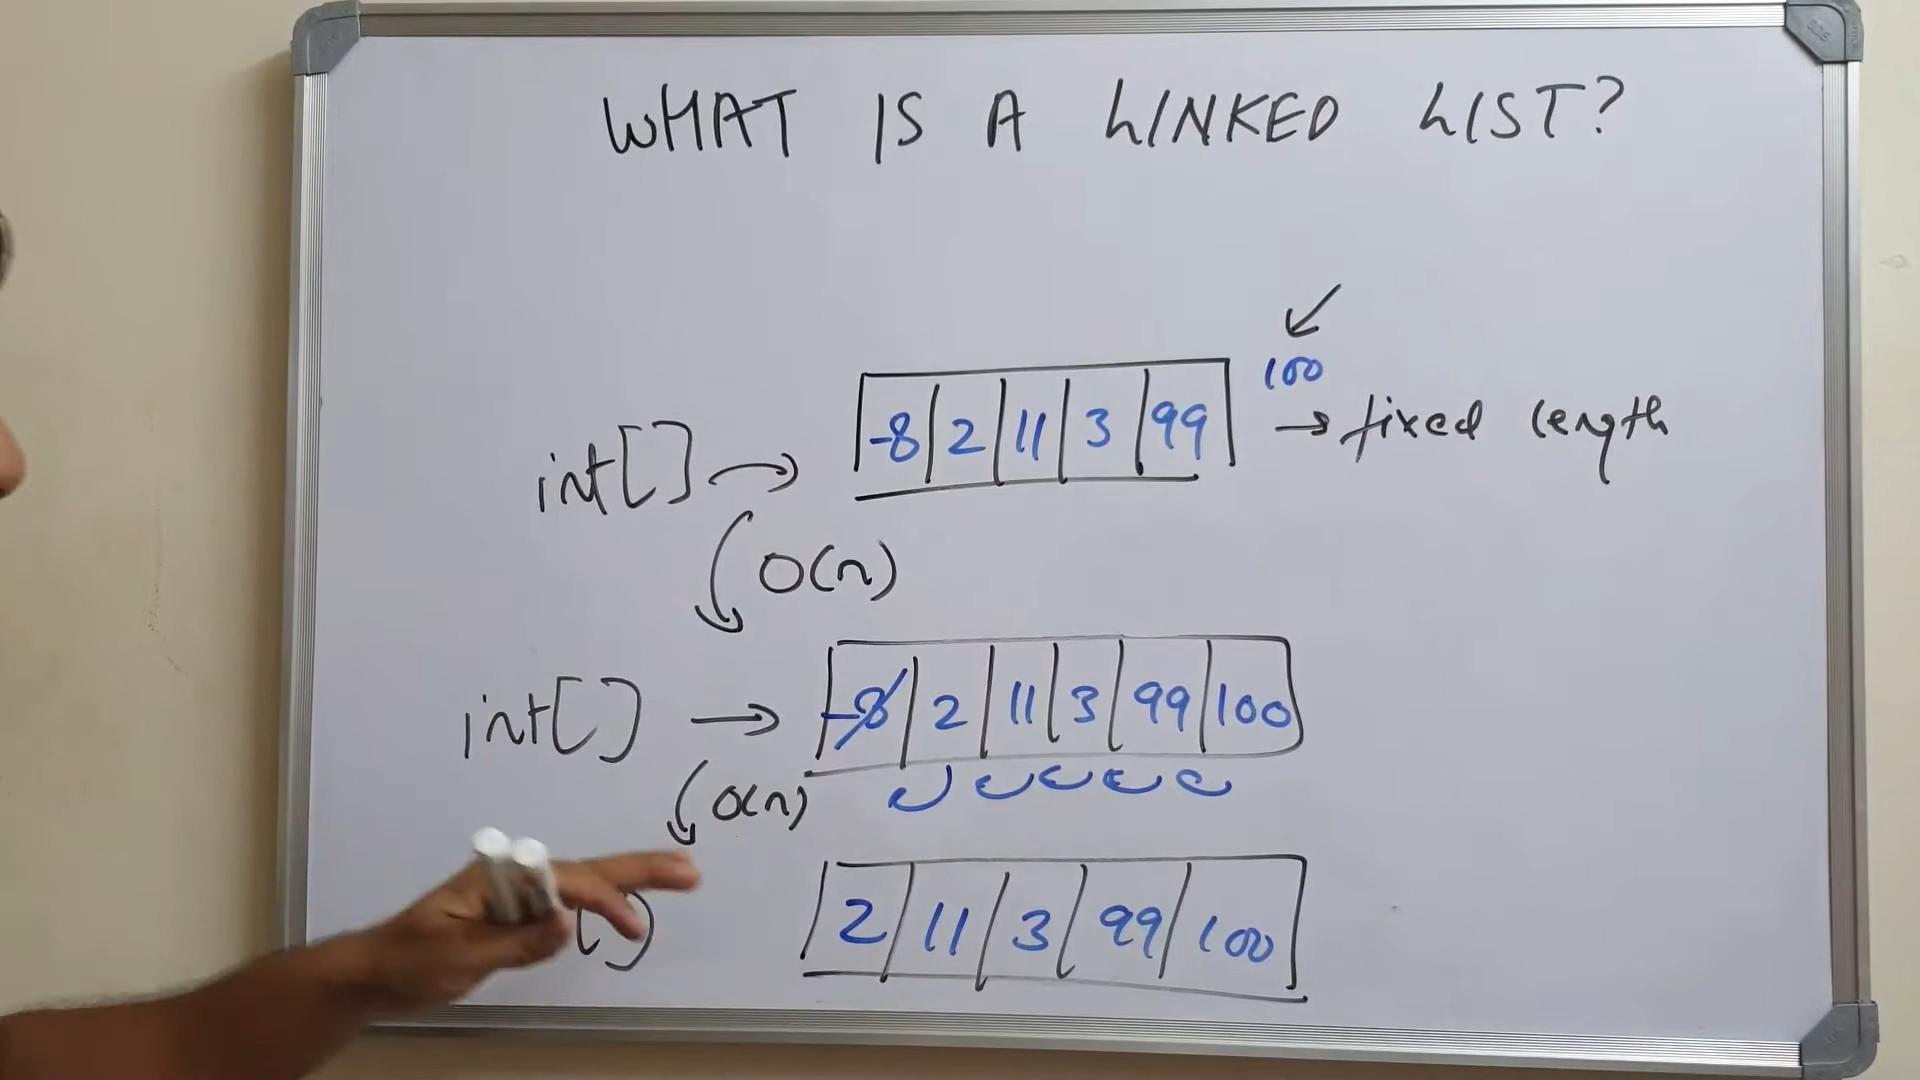 WHAT IS A LINKED LIST?
100
int[] → -8 2 11 3 99 → fixed length
O(n)
int[] → -8 2 11 3 99 100
O(n)
[] 2 11 3 99 100